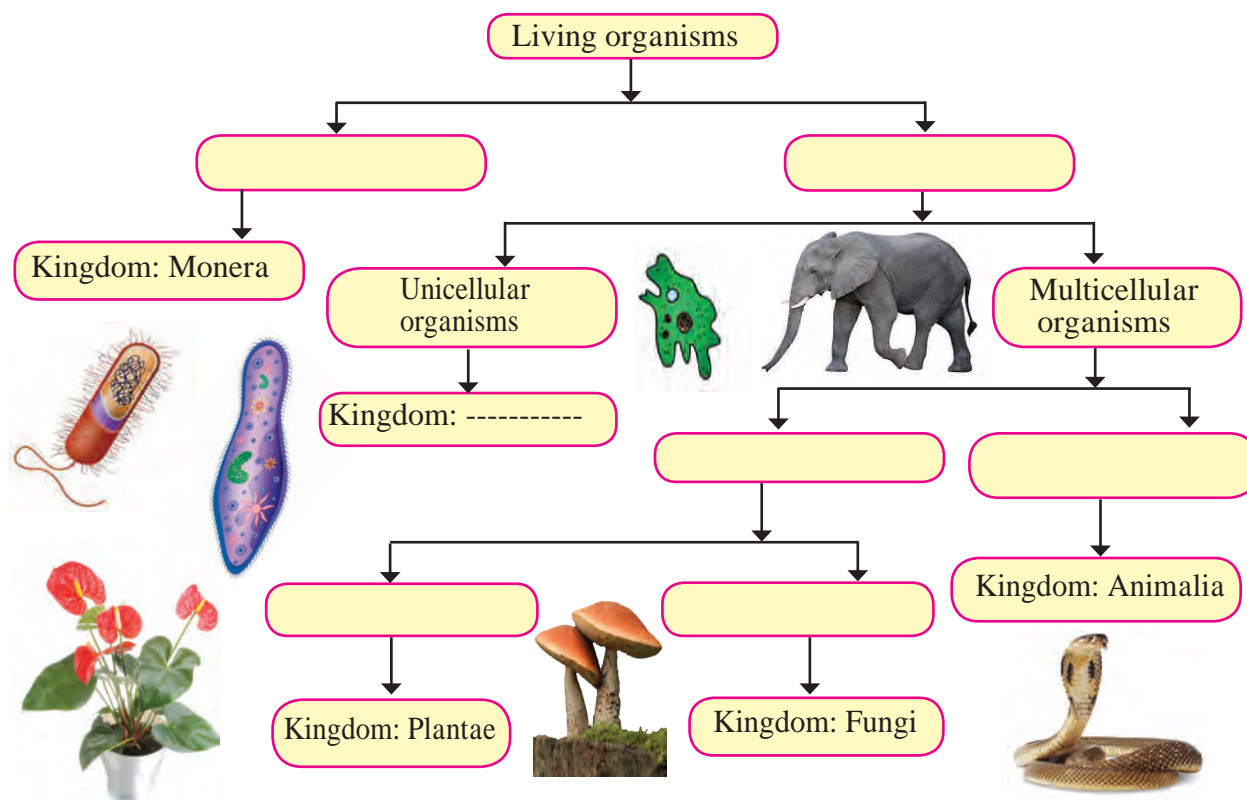 Living organisms
Kingdom: Monera
Unicellular
organisms
Multicellular
organisms
Kingdom: -----------
Kingdom: Animalia
Kingdom: Plantae
Kingdom: Fungi